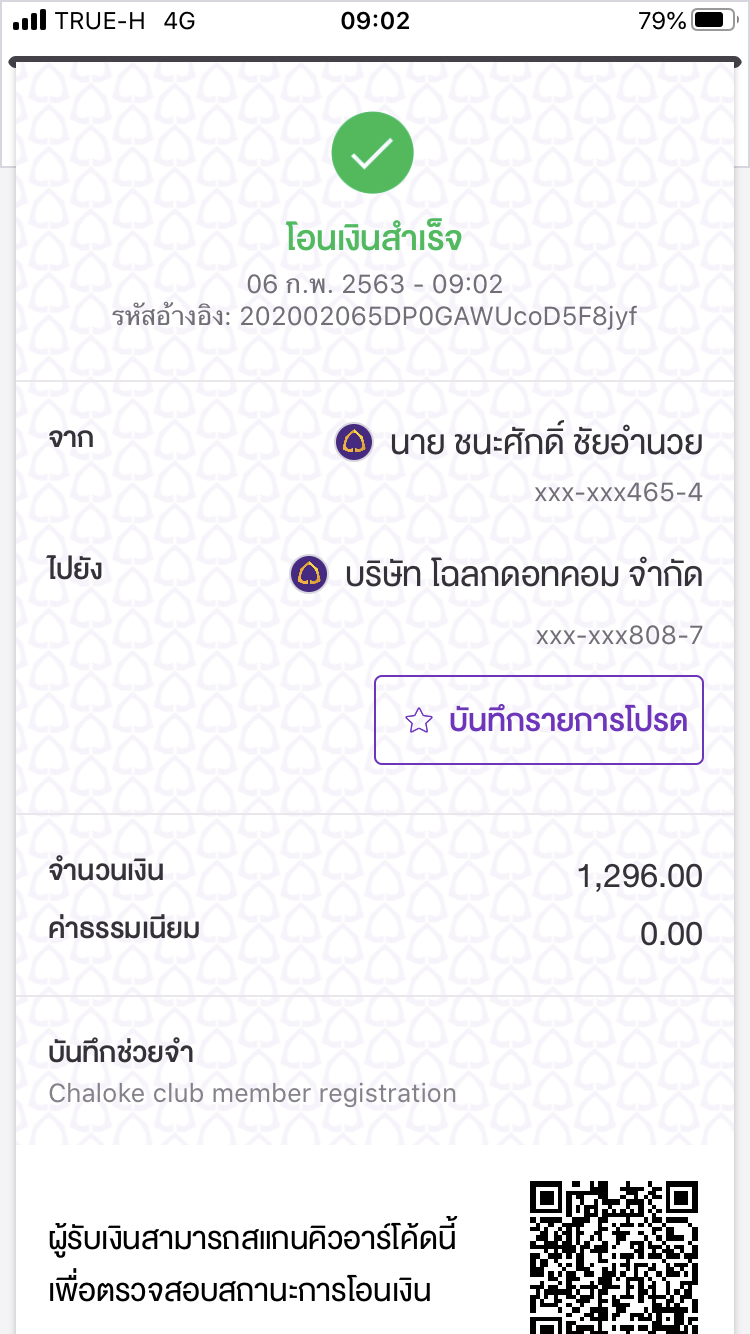 TRUE-H 4G 09:02 79%
โอนเงินสำเร็จ
06 ก.พ. 2563 - 09:02
รหัสอ้างอิง: 202002065DP0GAWUcoD5F8jyf
จาก นาย ชนะศักดิ์ ชัยอำนวย
xxx-xxx465-4
ไปยัง บริษัท โฉลกดอทคอม จำกัด
xxx-xxx808-7
บันทึกรายการโปรด
จำนวนเงิน 1,296.00
ค่าธรรมเนียม 0.00
บันทึกช่วยจำ
Chaloke club member registration
ผู้รับเงินสามารถสแกนคิวอาร์โค้ดนี้
เพื่อตรวจสอบสถานะการโอนเงิน